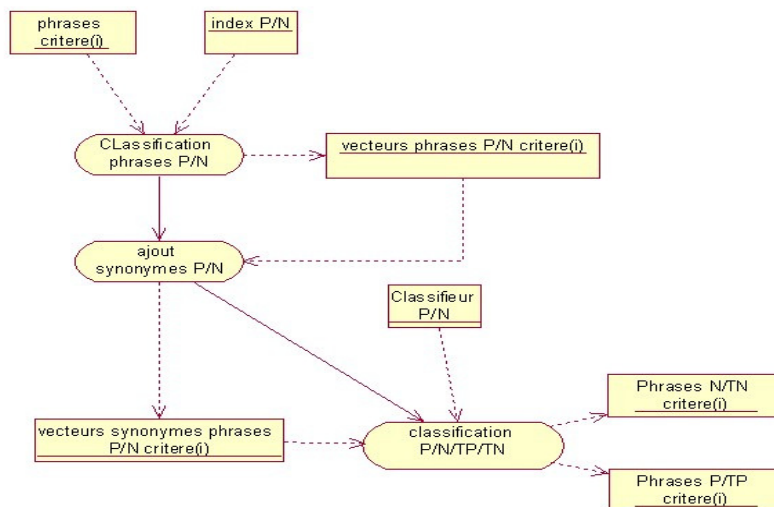 phrases
critere(i)
index P/N
CLassification
phrases P/N
vecteurs phrases P/N critere(i)
ajout
synonymes P/N
Classifieur
P/N
vecteurs synonymes phrases
P/N critere(i)
classification
P/N/TP/TN
Phrases N/TN
critere(i)
Phrases P/TP
critere(i)